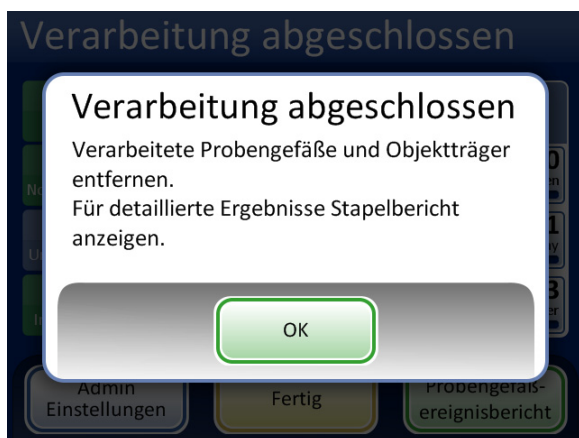 Verarbeitung abgeschlossen
Verarbeitung abgeschlossen
Verarbeitete Probengefäße und Objektträger
entfernen.
Für detaillierte Ergebnisse Stapelbericht
anzeigen.
OK
Admin
Einstellungen
Fertig
Probengefäß-
ereignisbericht